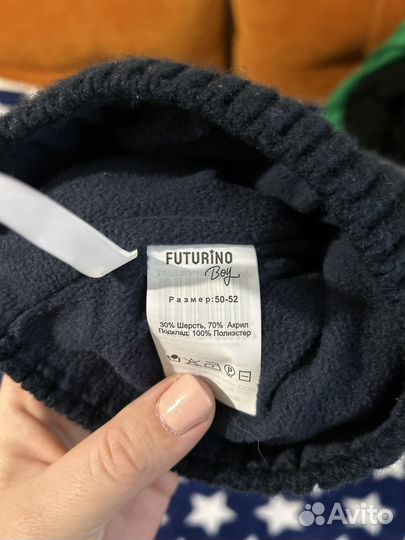 FUTURiNO
Boy
Размер:50-52
30% Шерсть, 70% Акрил
Подклад: 100% Полиэстер
Avito